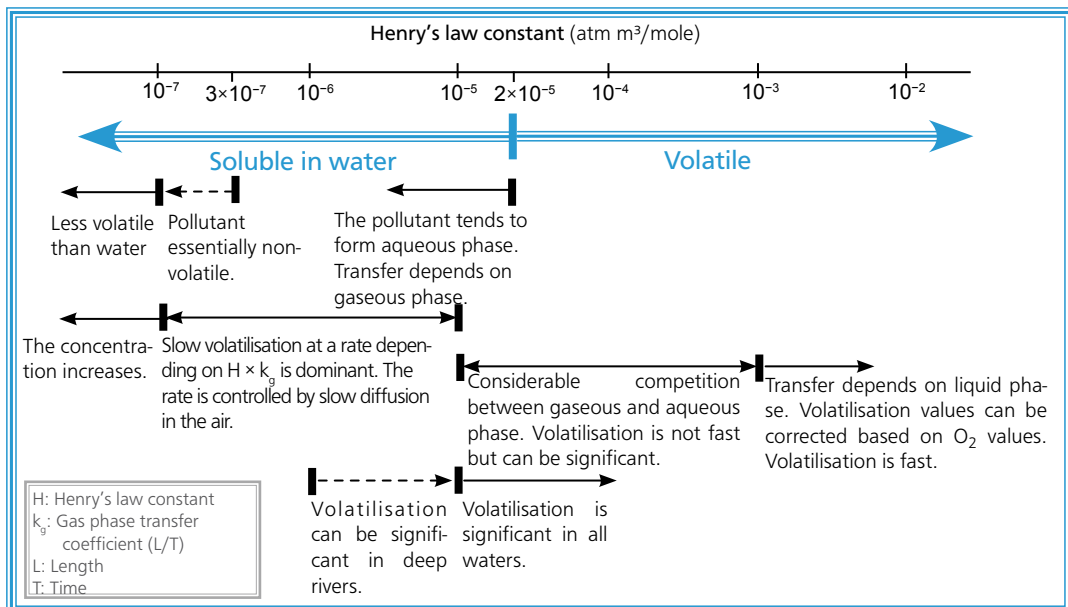 Henry’s law constant (atm m³/mole)
10⁻⁷ 3×10⁻⁷ 10⁻⁶ 10⁻⁵ 2×10⁻⁵ 10⁻⁴ 10⁻³ 10⁻²
Soluble in water
Volatile
Less volatile
than water
Pollutant
essentially non-
volatile.
The pollutant tends to
form aqueous phase.
Transfer depends on
gaseous phase.
The concentra-
tion increases.
Slow volatilisation at a rate depen-
ding on H × kg is dominant. The
rate is controlled by slow diffusion
in the air.
Considerable competition
between gaseous and aqueous
phase. Volatilisation is not fast
but can be significant.
Transfer depends on liquid pha-
se. Volatilisation values can be
corrected based on O₂ values.
Volatilisation is fast.
Volatilisation
can be signifi-
cant in deep
rivers.
Volatilisation is
significant in all
waters.
H: Henry’s law constant
kg: Gas phase transfer
coefficient (L/T)
L: Length
T: Time